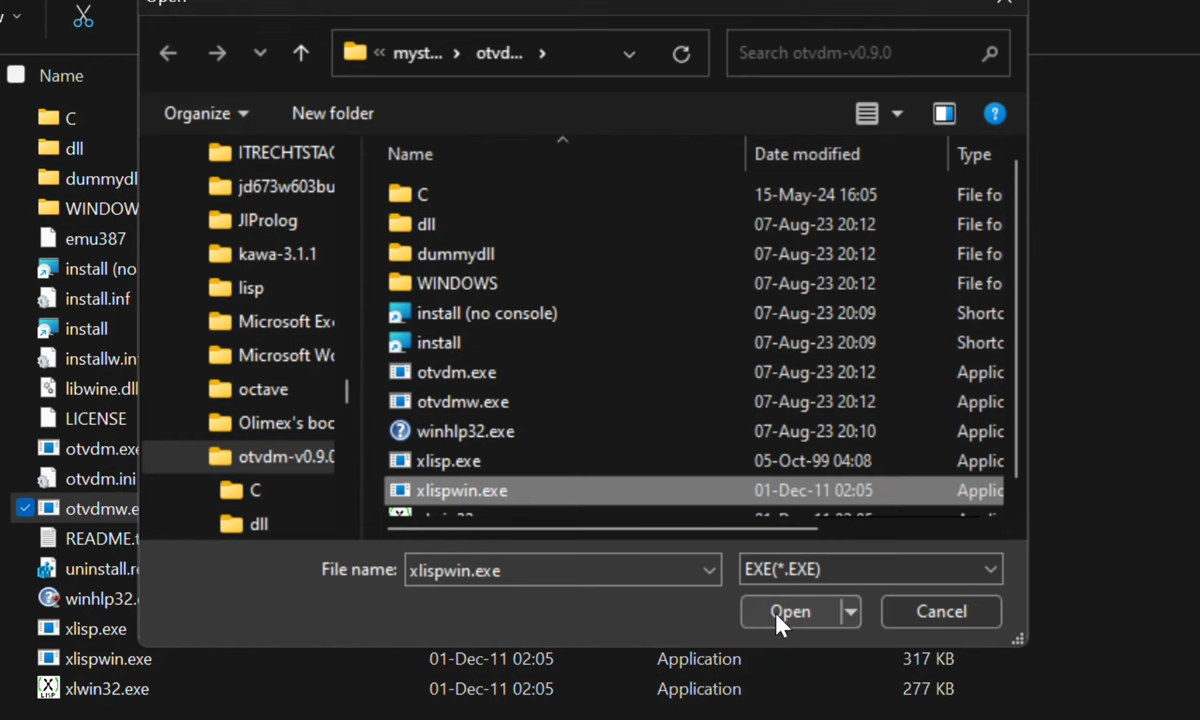 Open
« myst... › otvd... ›
Search otvdm-v0.9.0
Organize
New folder
Name
C
dll
dummydl
WINDOW
emu387
install (no
install.inf
install
installw.in
libwine.dll
LICENSE
otvdm.exe
otvdm.ini
otvdmw.e
README.t
uninstall.r
winhlp32.
xlisp.exe
xlispwin.exe 01-Dec-11 02:05 Application 317 KB
xlwin32.exe 01-Dec-11 02:05 Application 277 KB
ITRECHTSTAC
jd673w603bu
JIProlog
kawa-3.1.1
lisp
Microsoft Ex
Microsoft Wo
octave
Olimex's boo
otvdm-v0.9.0
C
dll
Name Date modified Type
C 15-May-24 16:05 File fo
dll 07-Aug-23 20:12 File fo
dummydll 07-Aug-23 20:12 File fo
WINDOWS 07-Aug-23 20:12 File fo
install (no console) 07-Aug-23 20:09 Shortc
install 07-Aug-23 20:09 Shortc
otvdm.exe 07-Aug-23 20:12 Applic
otvdmw.exe 07-Aug-23 20:12 Applic
winhlp32.exe 07-Aug-23 20:10 Applic
xlisp.exe 05-Oct-99 04:08 Applic
xlispwin.exe 01-Dec-11 02:05 Applic
File name: xlispwin.exe EXE(*.EXE)
Open Cancel